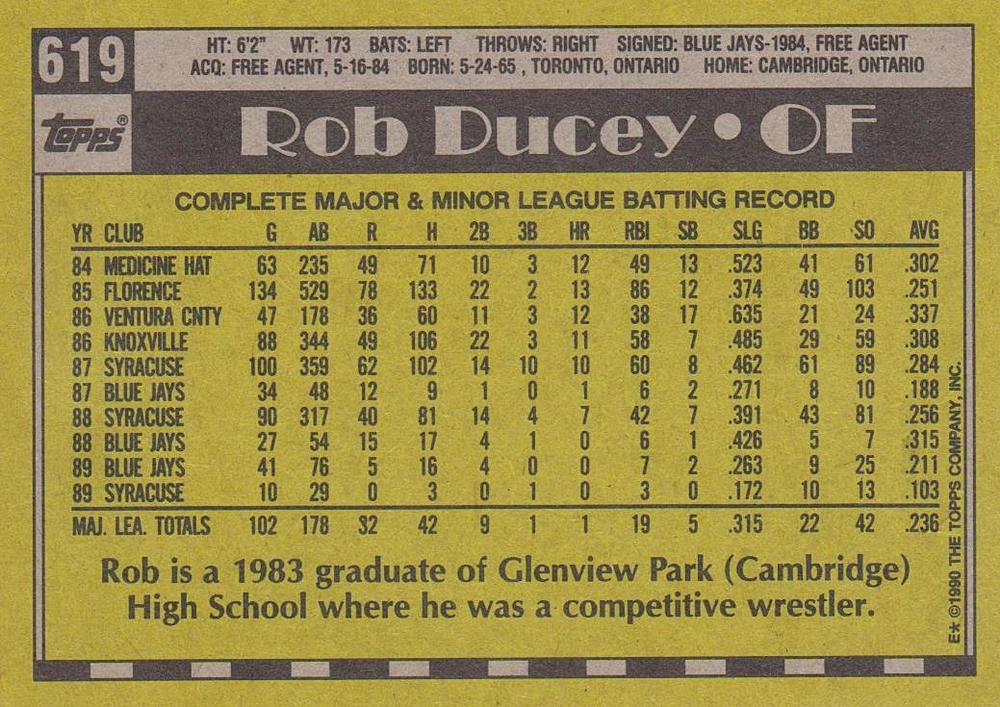 619
HT: 6'2" WT: 173 BATS: LEFT THROWS: RIGHT SIGNED: BLUE JAYS-1984, FREE AGENT
ACQ: FREE AGENT, 5-16-84 BORN: 5-24-65 , TORONTO, ONTARIO HOME: CAMBRIDGE, ONTARIO
topps®
Rob Ducey • OF
COMPLETE MAJOR & MINOR LEAGUE BATTING RECORD
YR CLUB G AB R H 2B 3B HR RBI SB SLG BB SO AVG
84 MEDICINE HAT 63 235 49 71 10 3 12 49 13 .523 41 61 .302
85 FLORENCE 134 529 78 133 22 2 13 86 12 .374 49 103 .251
86 VENTURA CNTY 47 178 36 60 11 3 12 38 17 .635 21 24 .337
86 KNOXVILLE 88 344 49 106 22 3 11 58 7 .485 29 59 .308
87 SYRACUSE 100 359 62 102 14 10 10 60 8 .462 61 89 .284
87 BLUE JAYS 34 48 12 9 1 0 1 6 2 .271 8 10 .188
88 SYRACUSE 90 317 40 81 14 4 7 42 7 .391 43 81 .256
88 BLUE JAYS 27 54 15 17 4 1 0 6 1 .426 5 7 .315
89 BLUE JAYS 41 76 5 16 4 0 0 7 2 .263 9 25 .211
89 SYRACUSE 10 29 0 3 0 1 0 3 0 .172 10 13 .103
MAJ. LEA. TOTALS 102 178 32 42 9 1 1 19 5 .315 22 42 .236
Rob is a 1983 graduate of Glenview Park (Cambridge)
High School where he was a competitive wrestler.
E* ©1990 THE TOPPS COMPANY, INC.